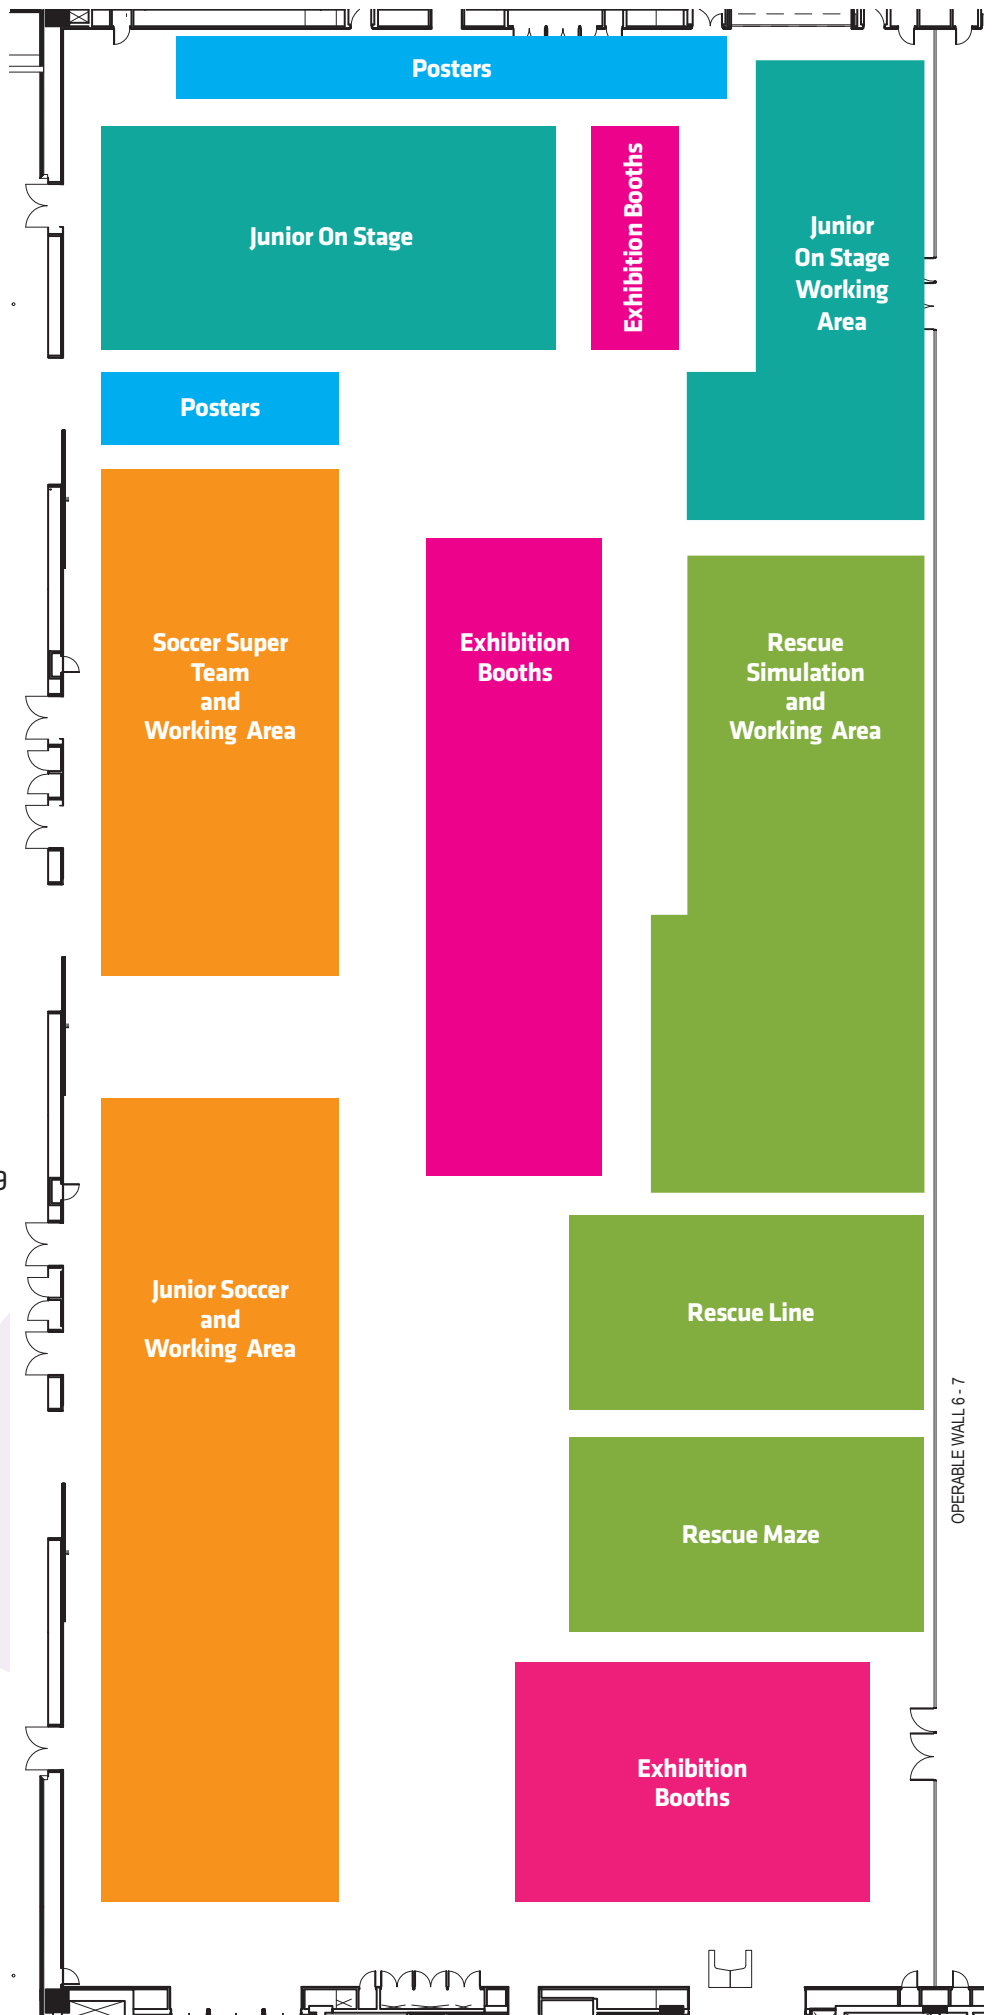 Posters
Junior On Stage
Exhibition Booths
Junior
On Stage
Working
Area
Posters
Soccer Super
Team
and
Working Area
Exhibition
Booths
Rescue
Simulation
and
Working Area
9
Junior Soccer
and
Working Area
Rescue Line
OPERABLE WALL 6 - 7
Rescue Maze
Exhibition
Booths